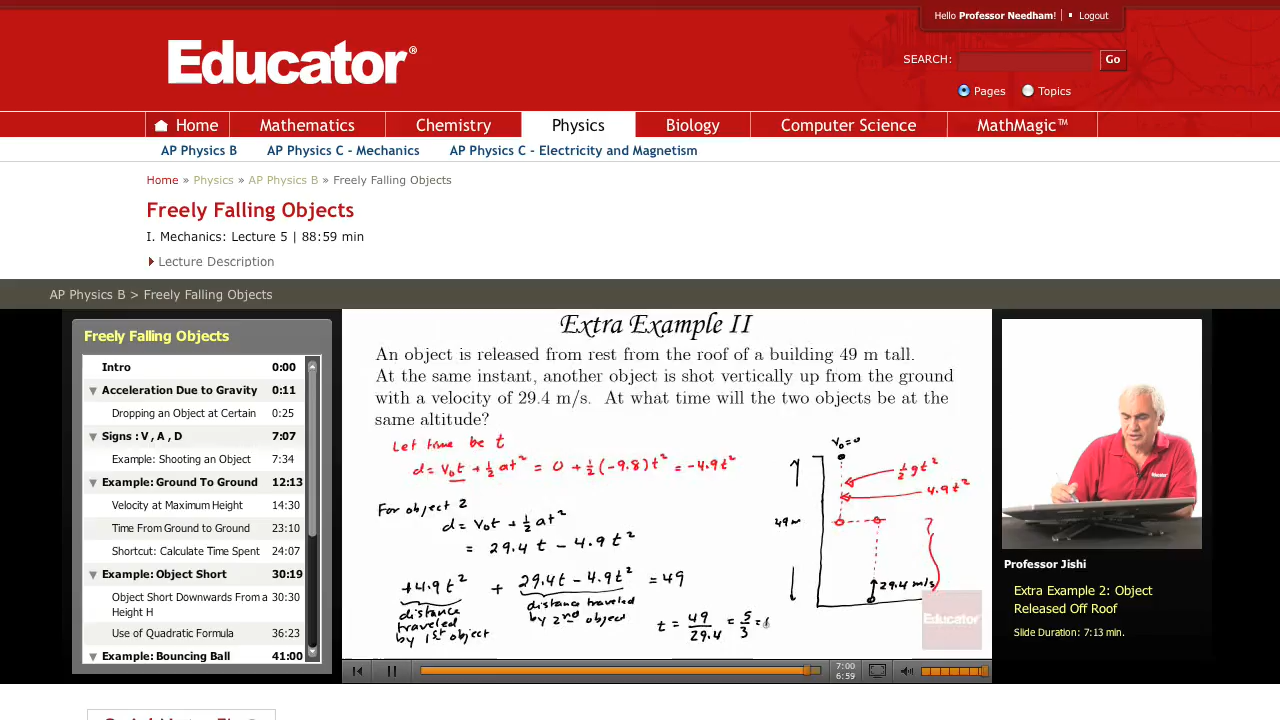 Hello Professor Needham! Logout
Educator®
SEARCH: Go
Pages Topics
Home Mathematics Chemistry Physics Biology Computer Science MathMagic™
AP Physics B AP Physics C - Mechanics AP Physics C - Electricity and Magnetism
Home » Physics » AP Physics B » Freely Falling Objects
Freely Falling Objects
I. Mechanics: Lecture 5 | 88:59 min
Lecture Description
AP Physics B > Freely Falling Objects
Freely Falling Objects
Intro 0:00
Acceleration Due to Gravity 0:11
Dropping an Object at Certain 0:25
Signs : V , A , D 7:07
Example: Shooting an Object 7:34
Example: Ground To Ground 12:13
Velocity at Maximum Height 14:30
Time From Ground to Ground 23:10
Shortcut: Calculate Time Spent 24:07
Example: Object Short 30:19
Object Short Downwards From a 30:30
Height H
Use of Quadratic Formula 36:23
Example: Bouncing Ball 41:00
Extra Example II
An object is released from rest from the roof of a building 49 m tall.
At the same instant, another object is shot vertically up from the ground
with a velocity of 29.4 m/s. At what time will the two objects be at the
same altitude?
Let time be t
d = v₀t + ½at² = 0 + ½(-9.8)t² = -4.9t²
For object 2
d = v₀t + ½at²
= 29.4 t - 4.9 t²
+4.9t² + 29.4t - 4.9t² = 49
distance traveled by 1st object
distance traveled by 2nd object
t = 49/29.4 = 5/3 =
v₀=0
½gt²
4.9t²
49 m
?
29.4 m/s
Educator
7:00
6:59
Professor Jishi
Extra Example 2: Object
Released Off Roof
Slide Duration: 7:13 min.